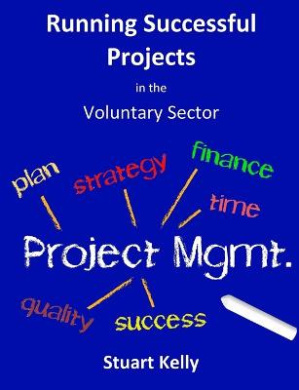 Running Successful
Projects
in the
Voluntary Sector
plan
strategy
finance
time
Project Mgmt.
quality
success
Stuart Kelly